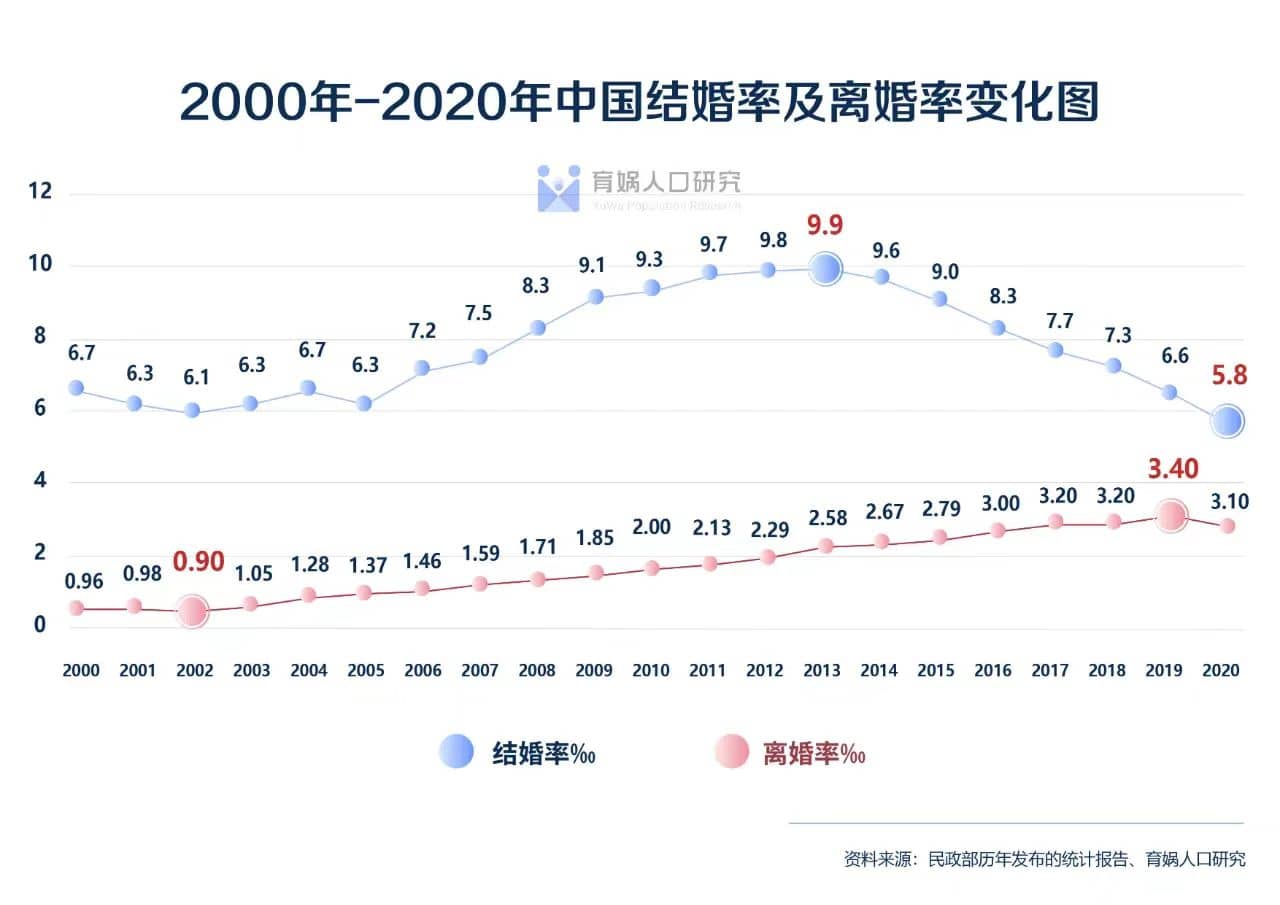 2000年-2020年中国结婚率及离婚率变化图
育娲人口研究
YuWa Population Research
12
10
8
6
4
2
0
6.7 6.3 6.1 6.3 6.7 6.3 7.2 7.5 8.3 9.1 9.3 9.7 9.8 9.9 9.6 9.0 8.3 7.7 7.3 6.6 5.8
0.96 0.98 0.90 1.05 1.28 1.37 1.46 1.59 1.71 1.85 2.00 2.13 2.29 2.58 2.67 2.79 3.00 3.20 3.20 3.40 3.10
2000 2001 2002 2003 2004 2005 2006 2007 2008 2009 2010 2011 2012 2013 2014 2015 2016 2017 2018 2019 2020
结婚率‰ 离婚率‰
资料来源：民政部历年发布的统计报告、育娲人口研究